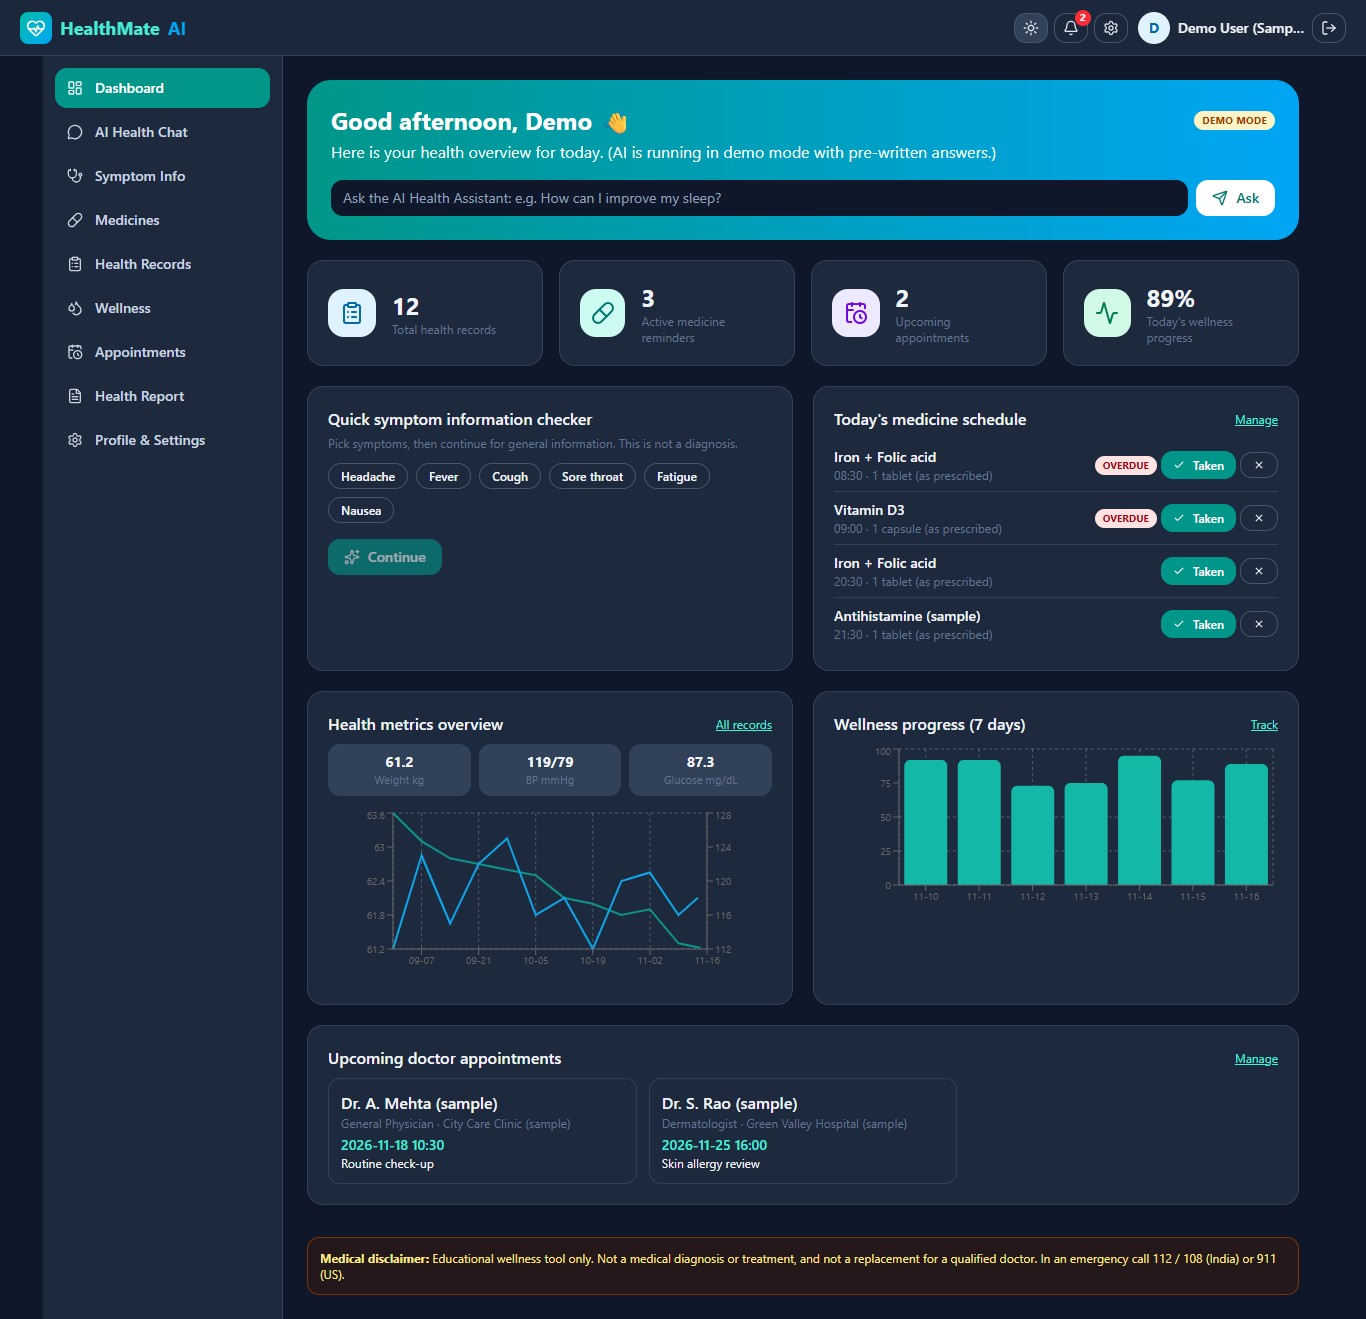 HealthMate AI
2
D
Demo User (Samp...
Dashboard
AI Health Chat
Symptom Info
Medicines
Health Records
Wellness
Appointments
Health Report
Profile & Settings
Good afternoon, Demo 👋
DEMO MODE
Here is your health overview for today. (AI is running in demo mode with pre-written answers.)
Ask the AI Health Assistant: e.g. How can I improve my sleep?
Ask
12
Total health records
3
Active medicine
reminders
2
Upcoming
appointments
89%
Today's wellness
progress
Quick symptom information checker
Pick symptoms, then continue for general information. This is not a diagnosis.
Headache
Fever
Cough
Sore throat
Fatigue
Nausea
Continue
Today's medicine schedule
Manage
Iron + Folic acid
08:30 · 1 tablet (as prescribed)
OVERDUE
Taken
Vitamin D3
09:00 · 1 capsule (as prescribed)
OVERDUE
Taken
Iron + Folic acid
20:30 · 1 tablet (as prescribed)
Taken
Antihistamine (sample)
21:30 · 1 tablet (as prescribed)
Taken
Health metrics overview
All records
61.2
Weight kg
119/79
BP mmHg
87.3
Glucose mg/dL
63.6
63
62.4
61.8
61.2
128
124
120
116
112
09-07
09-21
10-05
10-19
11-02
11-16
Wellness progress (7 days)
Track
100
75
50
25
0
11-10
11-11
11-12
11-13
11-14
11-15
11-16
Upcoming doctor appointments
Manage
Dr. A. Mehta (sample)
General Physician · City Care Clinic (sample)
2026-11-18 10:30
Routine check-up
Dr. S. Rao (sample)
Dermatologist · Green Valley Hospital (sample)
2026-11-25 16:00
Skin allergy review
Medical disclaimer: Educational wellness tool only. Not a medical diagnosis or treatment, and not a replacement for a qualified doctor. In an emergency call 112 / 108 (India) or 911
(US).